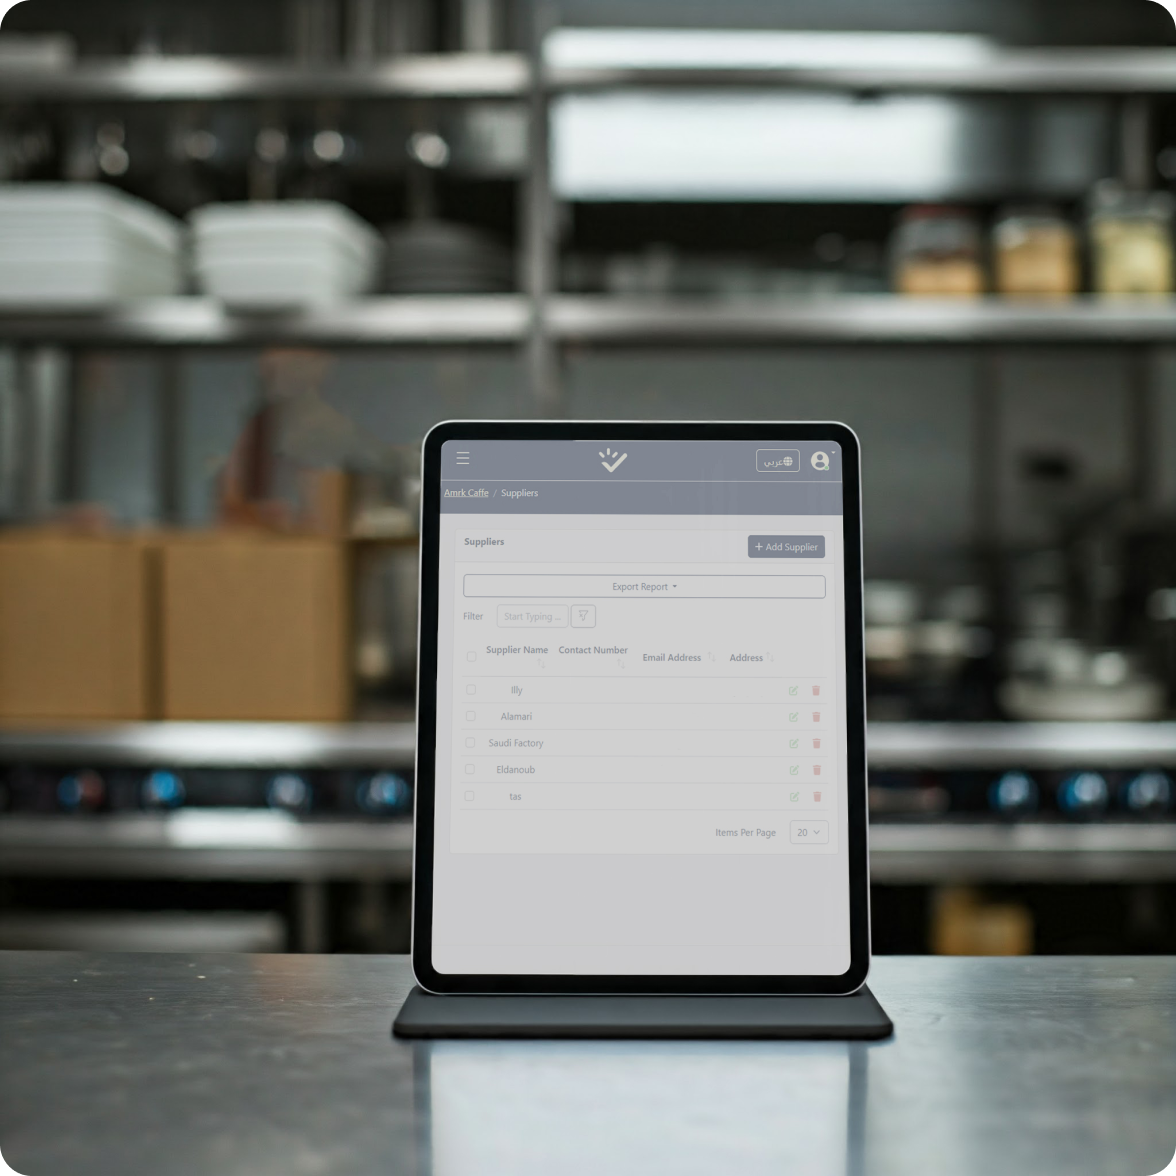 عربي
Amrk Caffe / Suppliers
Suppliers
+ Add Supplier
Export Report
Filter
Start Typing ...
Supplier Name
Contact Number
Email Address
Address
Illy
Alamari
Saudi Factory
Eldanoub
tas
Items Per Page
20